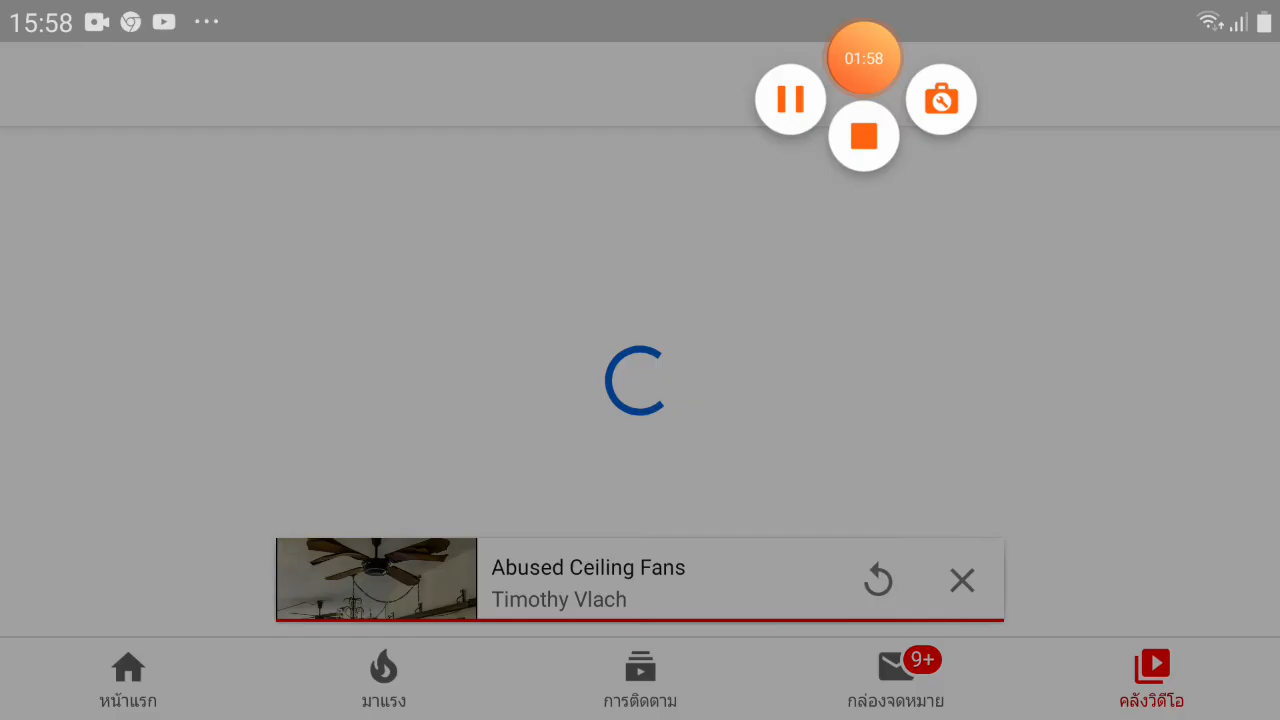 15:58
01:58
Abused Ceiling Fans
Timothy Vlach
9+
หน้าแรก
มาแรง
การติดตาม
กล่องจดหมาย
คลังวิดีโอ